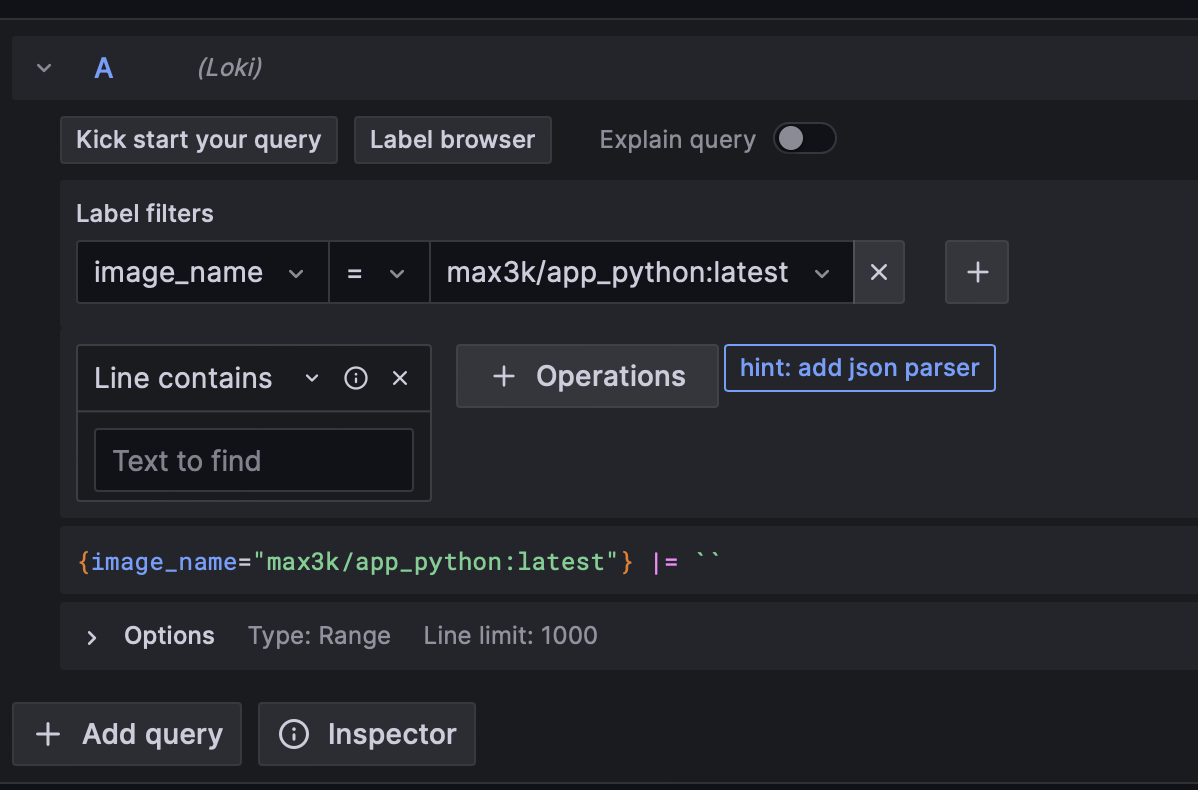 A (Loki)
Kick start your query Label browser Explain query
Label filters
image_name = max3k/app_python:latest
Line contains + Operations hint: add json parser
Text to find
{image_name="max3k/app_python:latest"} |= ``
Options Type: Range Line limit: 1000
+ Add query Inspector